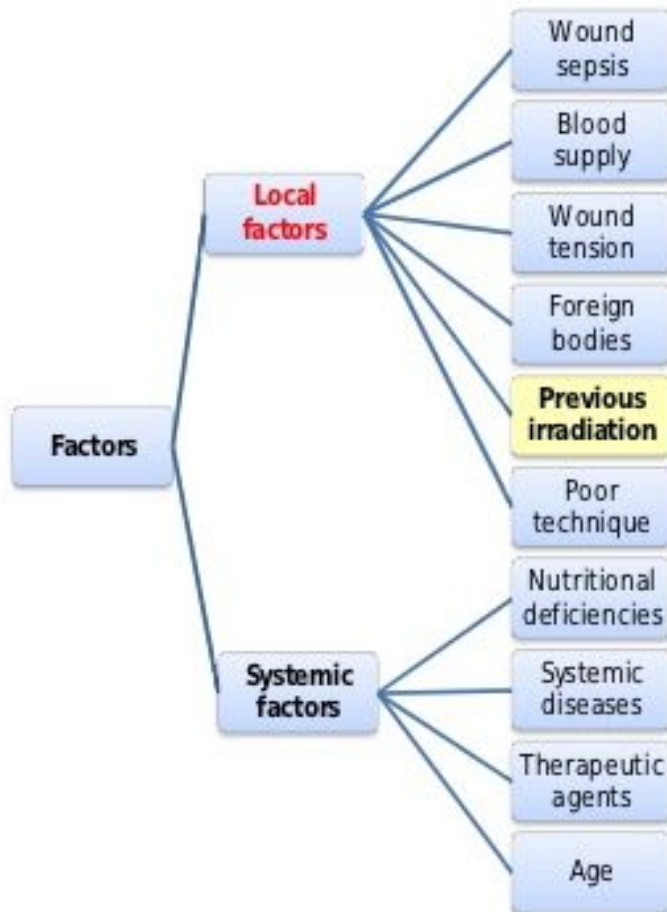 Wound
sepsis
Blood
supply
Local
factors
Wound
tension
Foreign
bodies
Previous
irradiation
Factors
Poor
technique
Nutritional
deficiencies
Systemic
factors
Systemic
diseases
Therapeutic
agents
Age